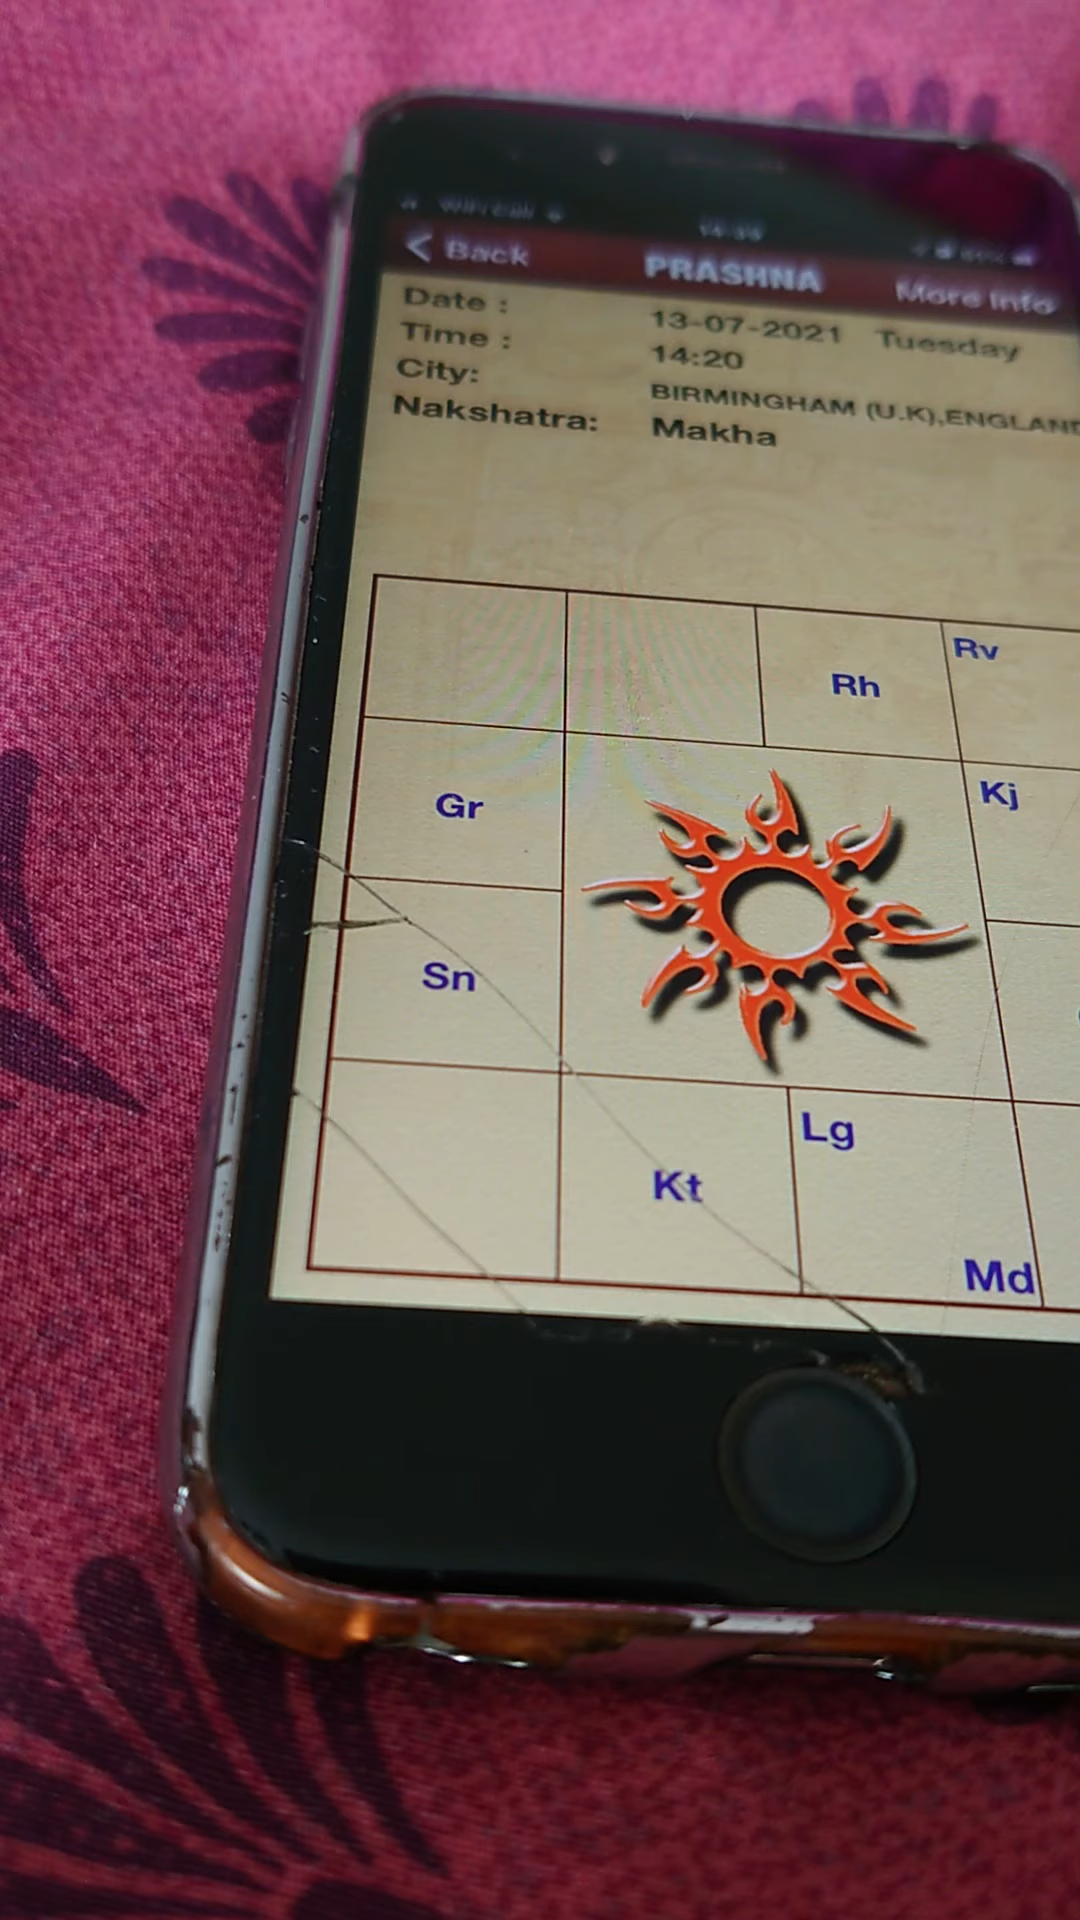 Back PRASHNA More Info
Date : 13-07-2021 Tuesday
Time : 14:20
City: BIRMINGHAM (U.K),ENGLAND
Nakshatra: Makha
Rv
Rh
Gr
Kj
Sn
Lg
Kt
Md